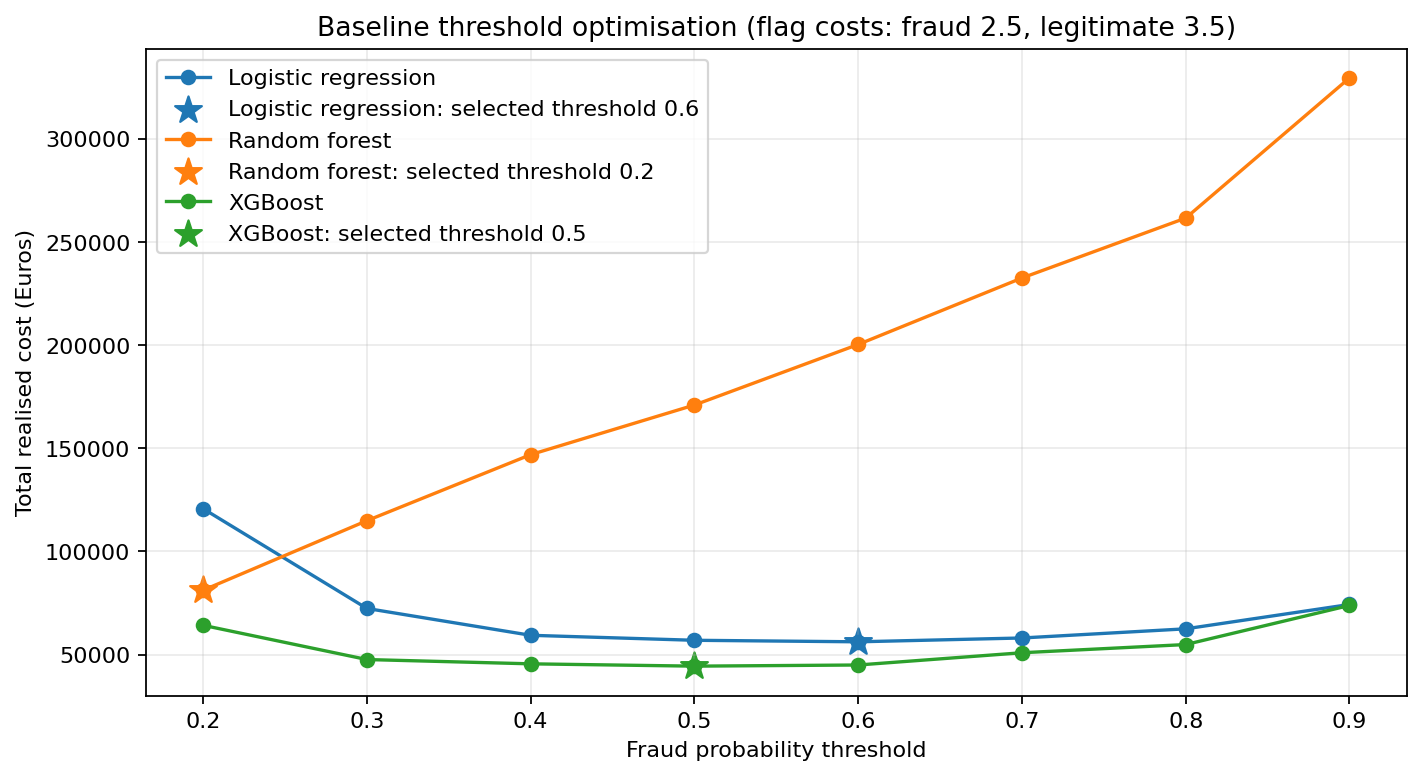 Baseline threshold optimisation (flag costs: fraud 2.5, legitimate 3.5)
Logistic regression
Logistic regression: selected threshold 0.6
Random forest
Random forest: selected threshold 0.2
XGBoost
XGBoost: selected threshold 0.5
Total realised cost (Euros)
300000
250000
200000
150000
100000
50000
0.2 0.3 0.4 0.5 0.6 0.7 0.8 0.9
Fraud probability threshold